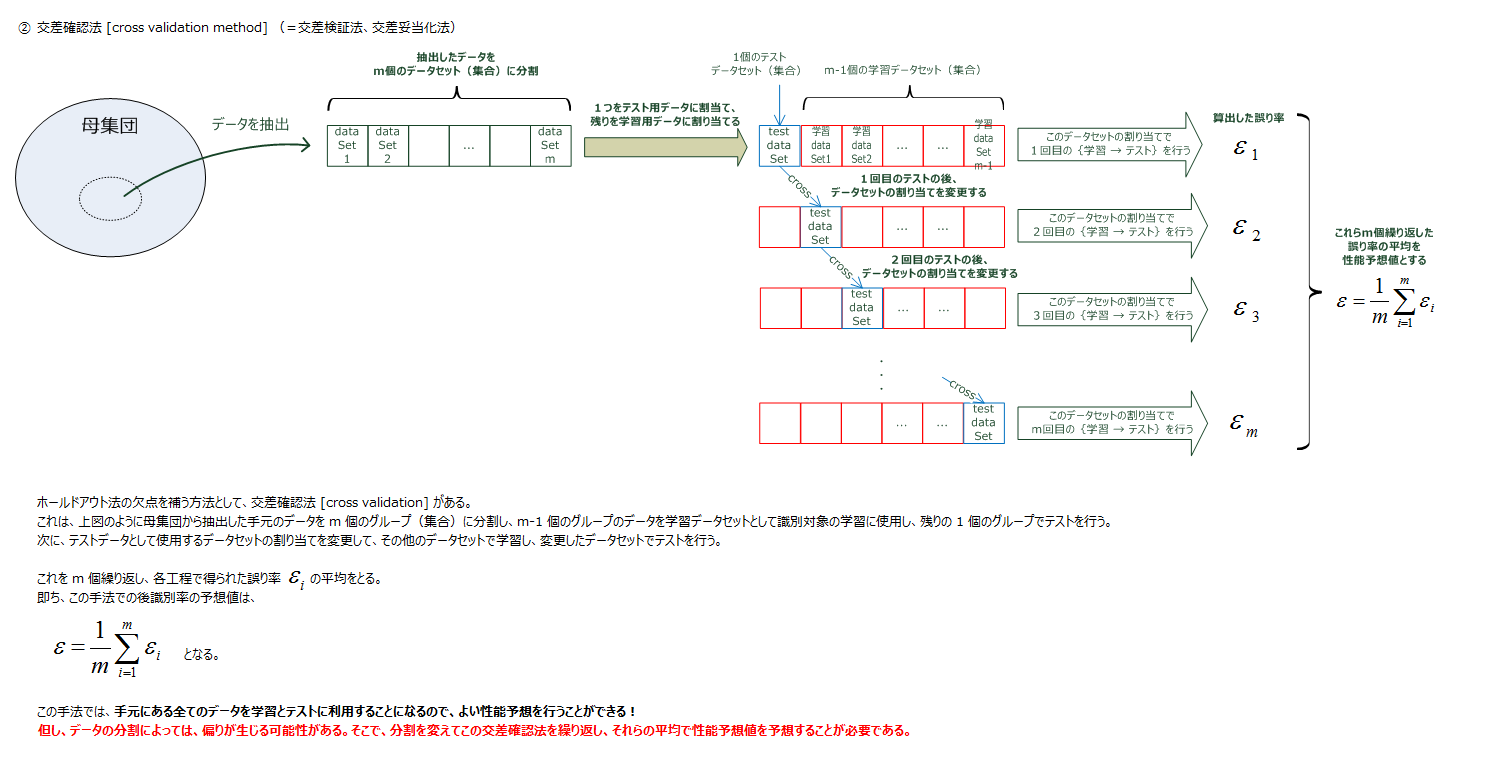 ② 交差確認法 [cross validation method] （＝交差検証法、交差妥当化法）
抽出したデータを
m個のデータセット（集合）に分割
1個のテスト
データセット（集合）
m-1個の学習データセット（集合）
母集団
データを抽出
data Set 1
data Set 2
…
data Set m
１つをテスト用データに割当て、
残りを学習用データに割り当てる
test data Set
学習 data Set1
学習 data Set2
…
…
学習 data Set m-1
このデータセットの割り当てで
１回目の｛学習 → テスト｝を行う
算出した誤り率
ε1
cross
１回目のテストの後、
データセットの割り当てを変更する
test data Set
…
…
このデータセットの割り当てで
２回目の｛学習 → テスト｝を行う
ε2
cross
２回目のテストの後、
データセットの割り当てを変更する
test data Set
…
…
このデータセットの割り当てで
３回目の｛学習 → テスト｝を行う
ε3
これらm個繰り返した
誤り率の平均を
性能予想値とする
ε = 1/m ∑_{i=1}^{m} εi
・
・
・
cross
…
…
test data Set
このデータセットの割り当てで
m回目の｛学習 → テスト｝を行う
εm
ホールドアウト法の欠点を補う方法として、交差確認法 [cross validation] がある。
これは、上図のように母集団から抽出した手元のデータを m 個のグループ（集合）に分割し、m-1 個のグループのデータを学習データセットとして識別対象の学習に使用し、残りの 1 個のグループでテストを行う。
次に、テストデータとして使用するデータセットの割り当てを変更して、その他のデータセットで学習し、変更したデータセットでテストを行う。
これを m 個繰り返し、各工程で得られた誤り率 εi の平均をとる。
即ち、この手法での後識別率の予想値は、
ε = 1/m ∑_{i=1}^{m} εi となる。
この手法では、手元にある全てのデータを学習とテストに利用することになるので、よい性能予想を行うことができる！
但し、データの分割によっては、偏りが生じる可能性がある。そこで、分割を変えてこの交差確認法を繰り返し、それらの平均で性能予想値を予想することが必要である。